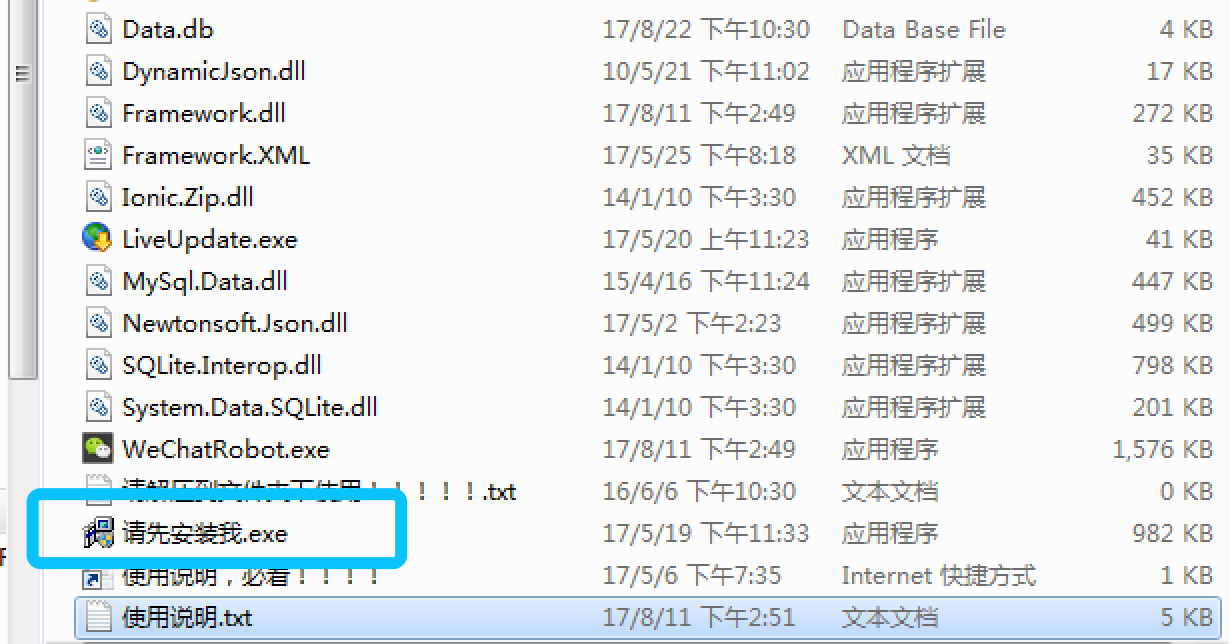 Data.db 17/8/22 下午10:30 Data Base File 4 KB
DynamicJson.dll 10/5/21 下午11:02 应用程序扩展 17 KB
Framework.dll 17/8/11 下午2:49 应用程序扩展 272 KB
Framework.XML 17/5/25 下午8:18 XML 文档 35 KB
Ionic.Zip.dll 14/1/10 下午3:30 应用程序扩展 452 KB
LiveUpdate.exe 17/5/20 上午11:23 应用程序 41 KB
MySql.Data.dll 15/4/16 下午11:24 应用程序扩展 447 KB
Newtonsoft.Json.dll 17/5/2 下午2:23 应用程序扩展 499 KB
SQLite.Interop.dll 14/1/10 下午3:30 应用程序扩展 798 KB
System.Data.SQLite.dll 14/1/10 下午3:30 应用程序扩展 201 KB
WeChatRobot.exe 17/8/11 下午2:49 应用程序 1,576 KB
请解压到文件夹下使用！！！！！.txt 16/6/6 下午10:30 文本文档 0 KB
请先安装我.exe 17/5/19 下午11:33 应用程序 982 KB
使用说明，必看！！！！ 17/5/6 下午7:35 Internet 快捷方式 1 KB
使用说明.txt 17/8/11 下午2:51 文本文档 5 KB